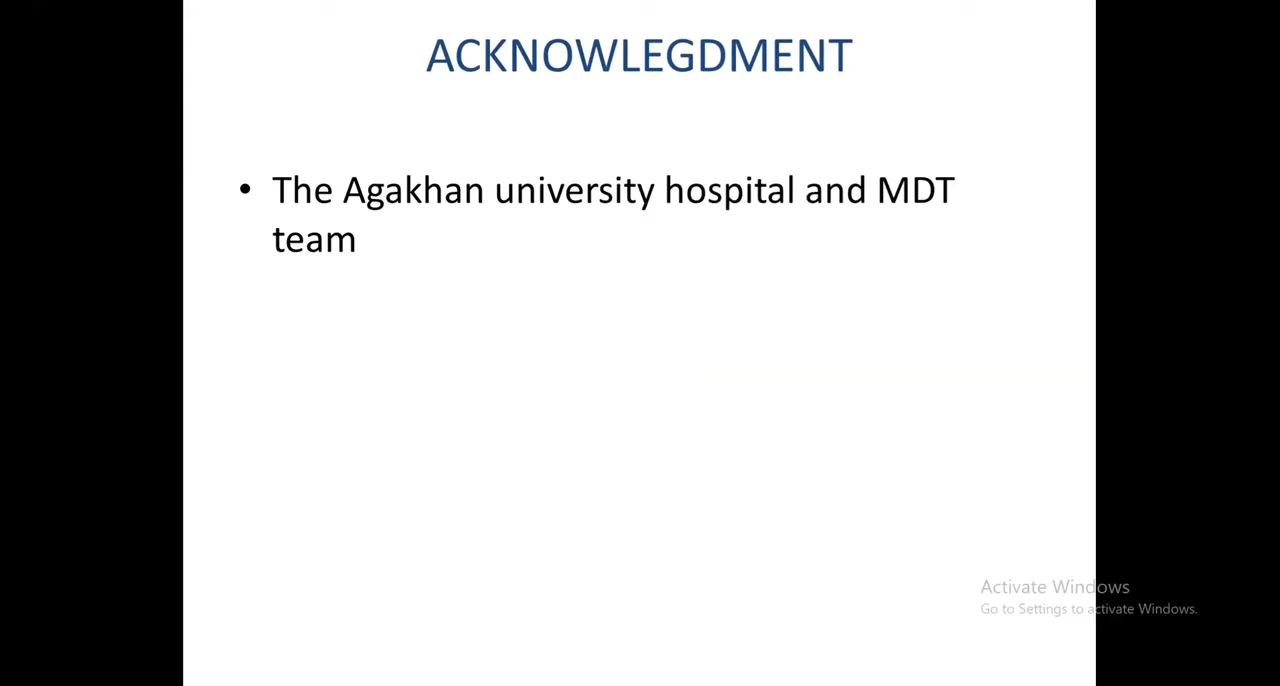 ACKNOWLEGDMENT
• The Agakhan university hospital and MDT
team
Activate Windows
Go to Settings to activate Windows.